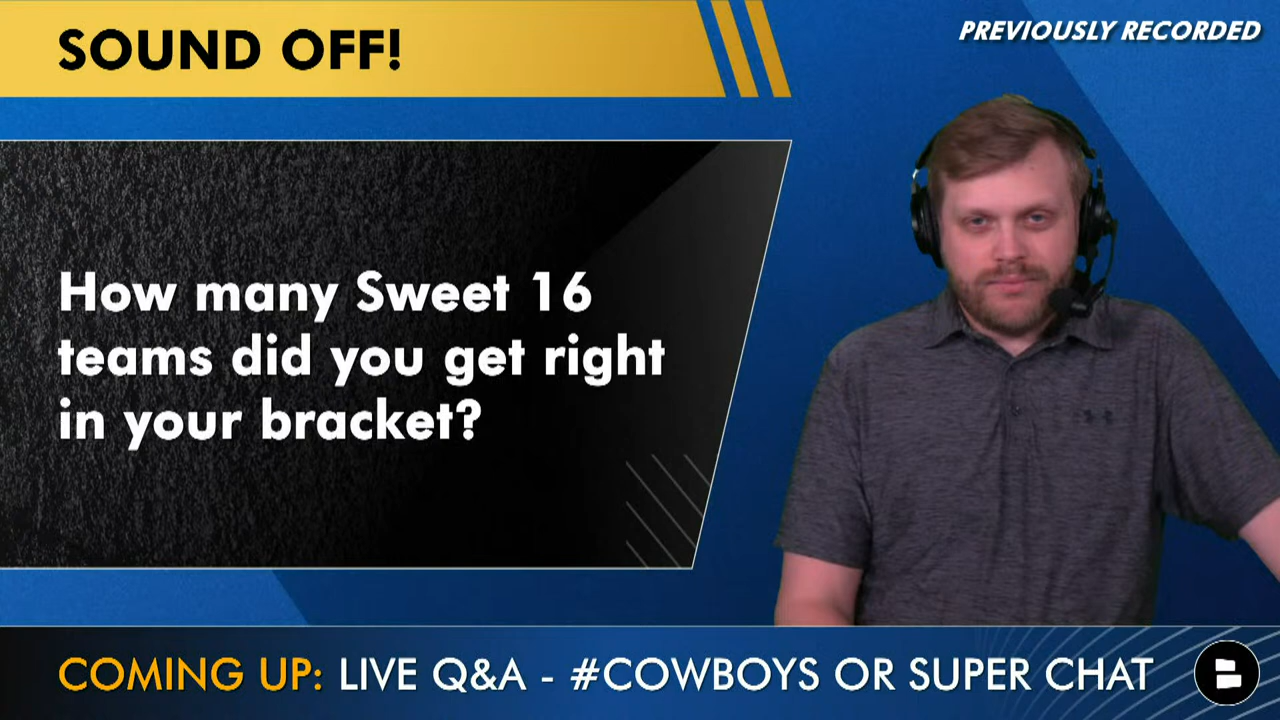 SOUND OFF!
PREVIOUSLY RECORDED
How many Sweet 16
teams did you get right
in your bracket?
COMING UP: LIVE Q&A - #COWBOYS OR SUPER CHAT